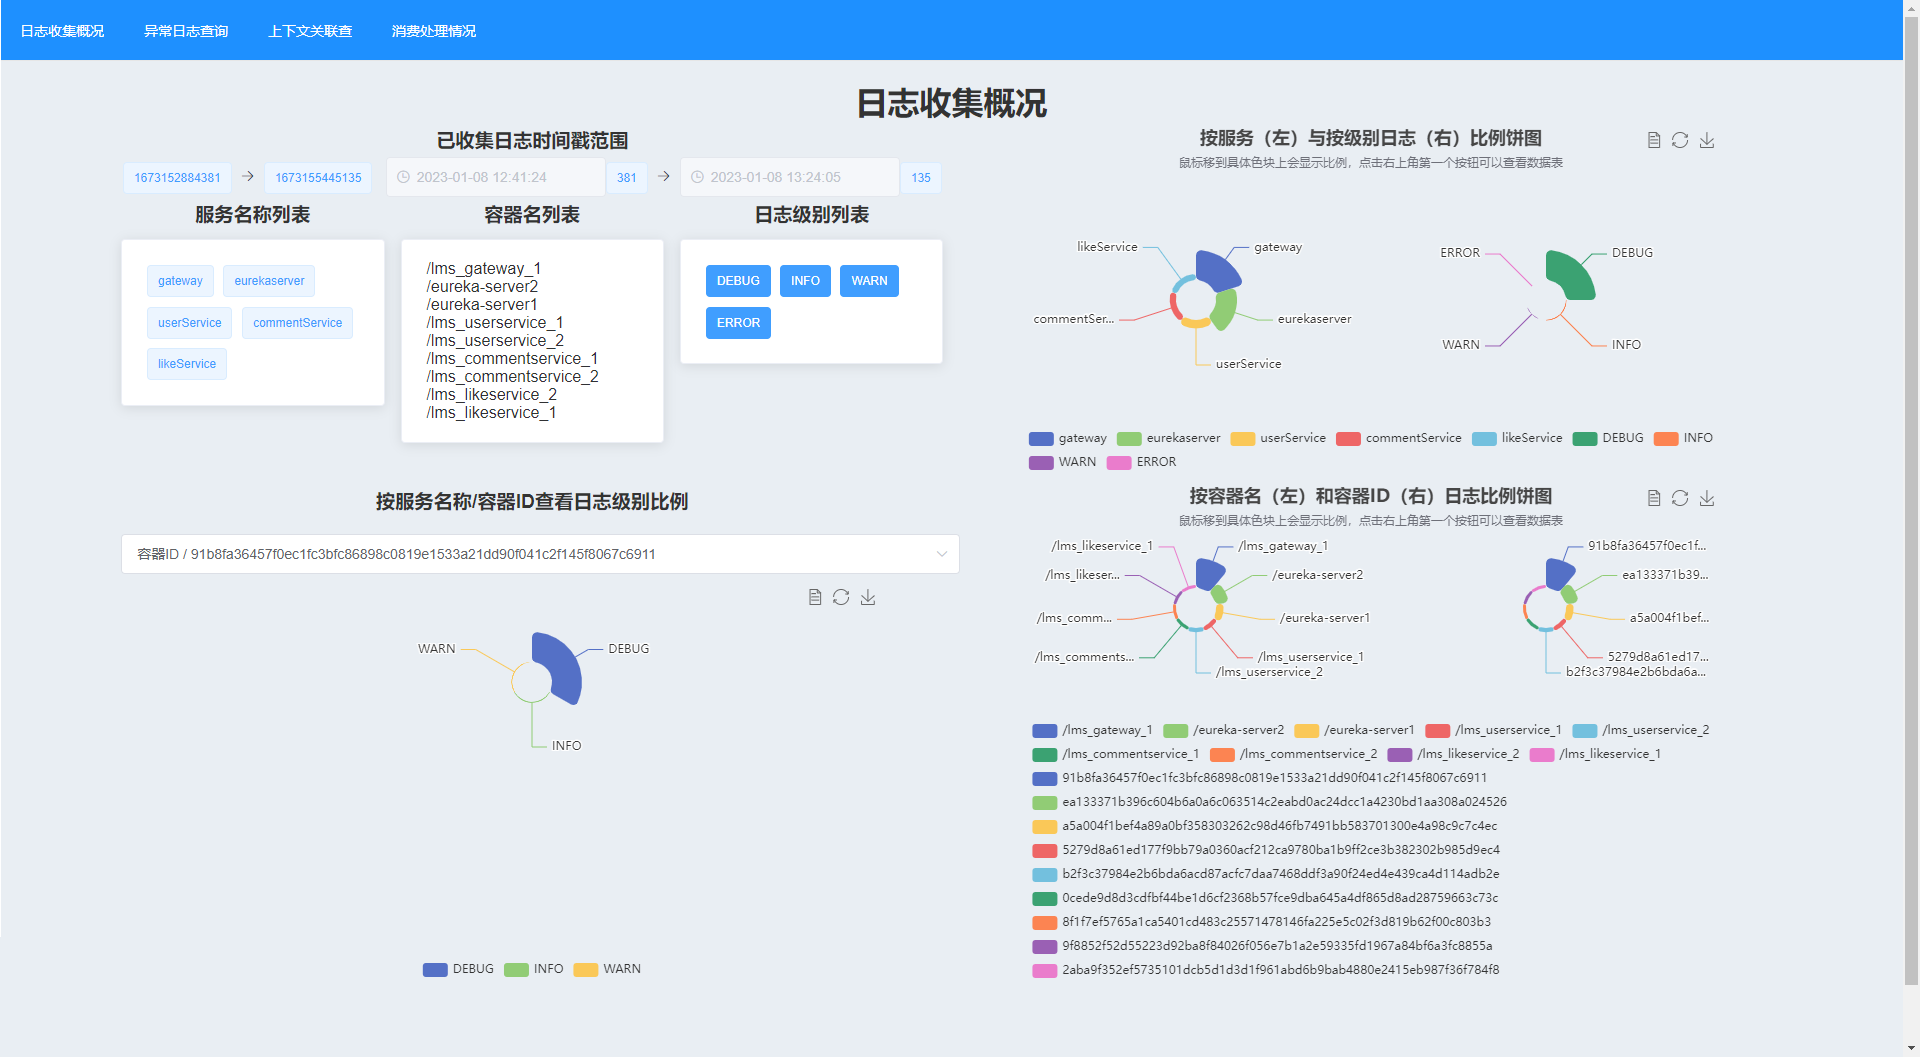 日志收集概况 异常日志查询 上下文关联查 消费处理情况
日志收集概况
已收集日志时间戳范围
1673152884381 1673155445135 2023-01-08 12:41:24 381 2023-01-08 13:24:05 135
服务名称列表
gateway eurekaserver
userService commentService
likeService
容器名列表
/lms_gateway_1
/eureka-server2
/eureka-server1
/lms_userservice_1
/lms_userservice_2
/lms_commentservice_1
/lms_commentservice_2
/lms_likeservice_2
/lms_likeservice_1
日志级别列表
DEBUG INFO WARN
ERROR
按服务名称/容器ID查看日志级别比例
容器ID / 91b8fa36457f0ec1fc3bfc86898c0819e1533a21dd90f041c2f145f8067c6911
WARN DEBUG
INFO
DEBUG INFO WARN
按服务（左）与按级别日志（右）比例饼图
鼠标移到具体色块上会显示比例，点击右上角第一个按钮可以查看数据表
likeService gateway
commentSer... eurekaserver
userService
ERROR DEBUG
WARN INFO
gateway eurekaserver userService commentService likeService DEBUG INFO
WARN ERROR
按容器名（左）和容器ID（右）日志比例饼图
鼠标移到具体色块上会显示比例，点击右上角第一个按钮可以查看数据表
/lms_likeservice_1 /lms_gateway_1
/lms_likeser... /eureka-server2
/lms_comm... /eureka-server1
/lms_comments... /lms_userservice_1
/lms_userservice_2
91b8fa36457f0ec1f...
ea133371b39...
a5a004f1bef...
5279d8a61ed17...
b2f3c37984e2b6bda6a...
/lms_gateway_1 /eureka-server2 /eureka-server1 /lms_userservice_1 /lms_userservice_2
/lms_commentservice_1 /lms_commentservice_2 /lms_likeservice_2 /lms_likeservice_1
91b8fa36457f0ec1fc3bfc86898c0819e1533a21dd90f041c2f145f8067c6911
ea133371b396c604b6a0a6c063514c2eabd0ac24dcc1a4230bd1aa308a024526
a5a004f1bef4a89a0bf358303262c98d46fb7491bb583701300e4a98c9c7c4ec
5279d8a61ed177f9bb79a0360acf212ca9780ba1b9ff2ce3b382302b985d9ec4
b2f3c37984e2b6bda6acd87acfc7daa7468ddf3a90f24ed4e439ca4d114adb2e
0cede9d8d3cdfbf44be1d6cf2368b57fce9dba645a4df865d8ad28759663c73c
8f1f7ef5765a1ca5401cd483c25571478146fa225e5c02f3d819b62f00c803b3
9f8852f52d55223d92ba8f84026f056e7b1a2e59335fd1967a84bf6a3fc8855a
2aba9f352ef5735101dcb5d1d3d1f961abd6b9bab4880e2415eb987f36f784f8